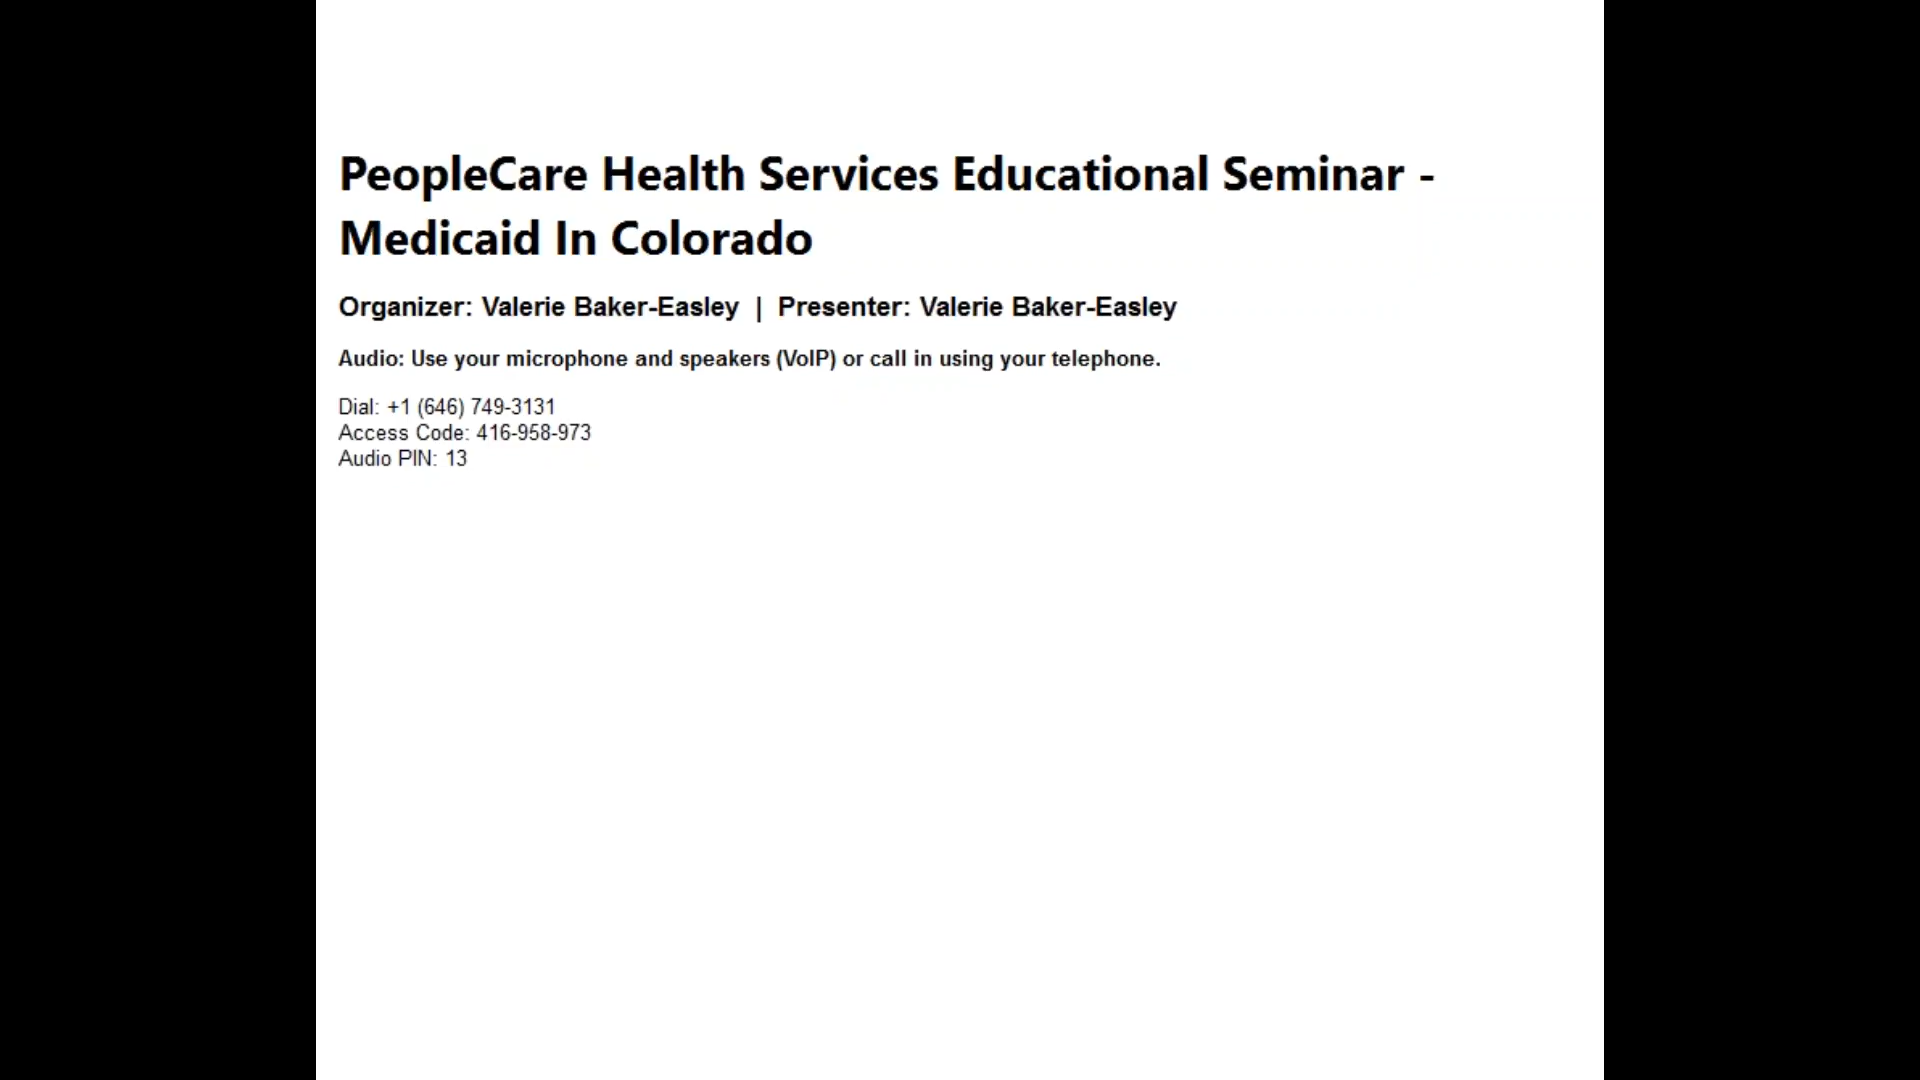 PeopleCare Health Services Educational Seminar -
Medicaid In Colorado
Organizer: Valerie Baker-Easley | Presenter: Valerie Baker-Easley
Audio: Use your microphone and speakers (VoIP) or call in using your telephone.
Dial: +1 (646) 749-3131
Access Code: 416-958-973
Audio PIN: 13